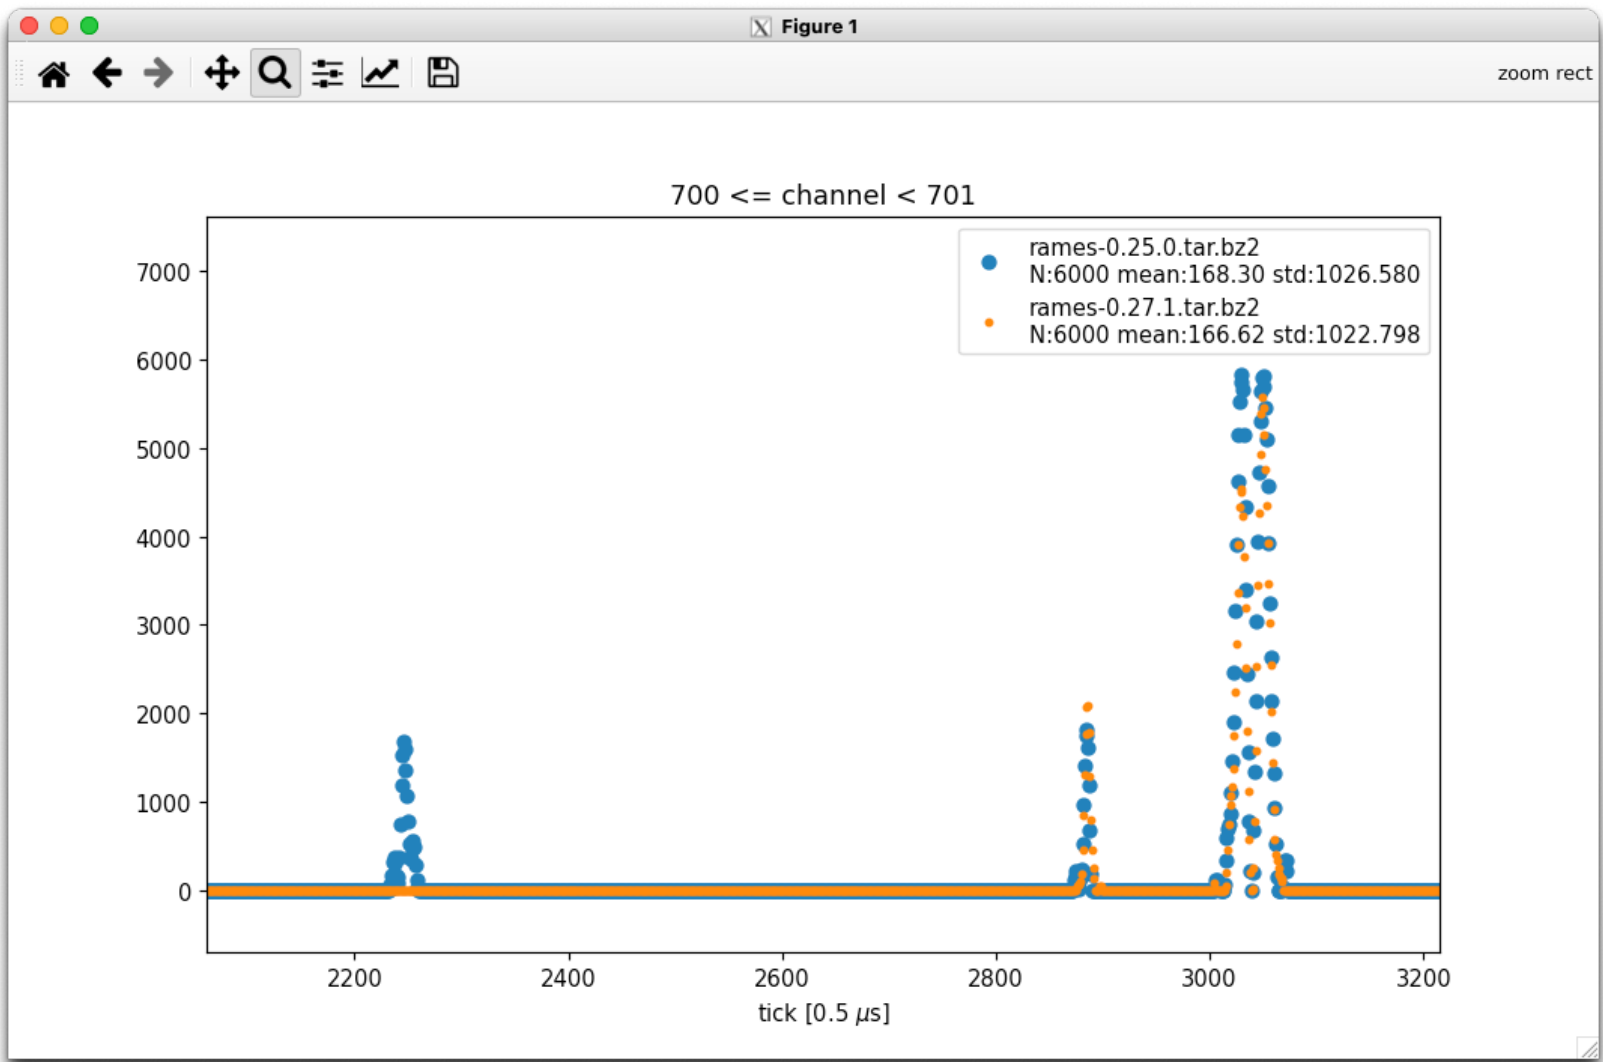 Figure 1
zoom rect
700 <= channel < 701
rames-0.25.0.tar.bz2
N:6000 mean:168.30 std:1026.580
rames-0.27.1.tar.bz2
N:6000 mean:166.62 std:1022.798
7000
6000
5000
4000
3000
2000
1000
0
2200 2400 2600 2800 3000 3200
tick [0.5 μs]